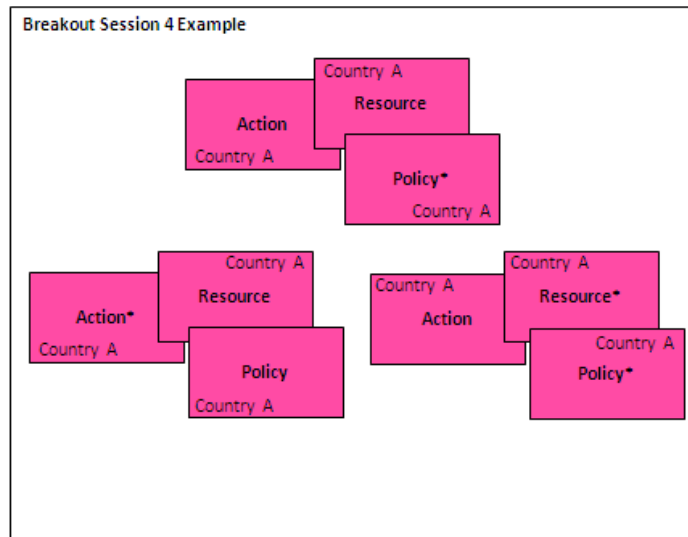 Breakout Session 4 Example
Country A
Resource
Action
Country A
Policy*
Country A
Country A
Resource
Action*
Country A
Policy
Country A
Country A
Resource*
Country A
Action
Country A
Policy*